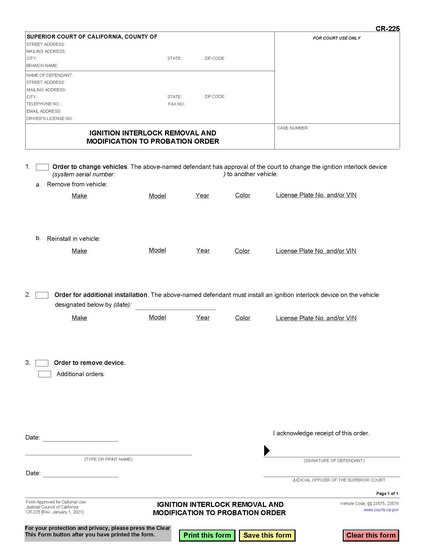 CR-225
SUPERIOR COURT OF CALIFORNIA, COUNTY OF
FOR COURT USE ONLY
STREET ADDRESS:
MAILING ADDRESS:
CITY: STATE: ZIP CODE:
BRANCH NAME:
NAME OF DEFENDANT:
STREET ADDRESS:
MAILING ADDRESS:
CITY: STATE: ZIP CODE:
TELEPHONE NO.: FAX NO.:
EMAIL ADDRESS:
DRIVER'S LICENSE NO.:
IGNITION INTERLOCK REMOVAL AND
MODIFICATION TO PROBATION ORDER
CASE NUMBER:
1. Order to change vehicles. The above-named defendant has approval of the court to change the ignition interlock device
(system serial number: ) to another vehicle.
a. Remove from vehicle:
Make Model Year Color License Plate No. and/or VIN
b. Reinstall in vehicle:
Make Model Year Color License Plate No. and/or VIN
2. Order for additional installation. The above-named defendant must install an ignition interlock device on the vehicle
designated below by (date):
Make Model Year Color License Plate No. and/or VIN
3. Order to remove device.
Additional orders:
I acknowledge receipt of this order.
Date:
(TYPE OR PRINT NAME) (SIGNATURE OF DEFENDANT)
Date:
JUDICIAL OFFICER OF THE SUPERIOR COURT
Page 1 of 1
Form Approved for Optional Use
Judicial Council of California
CR-225 [Rev. January 1, 2021]
IGNITION INTERLOCK REMOVAL AND
MODIFICATION TO PROBATION ORDER
Vehicle Code, §§ 23575, 23576
www.courts.ca.gov
For your protection and privacy, please press the Clear
This Form button after you have printed the form.
Print this form Save this form Clear this form